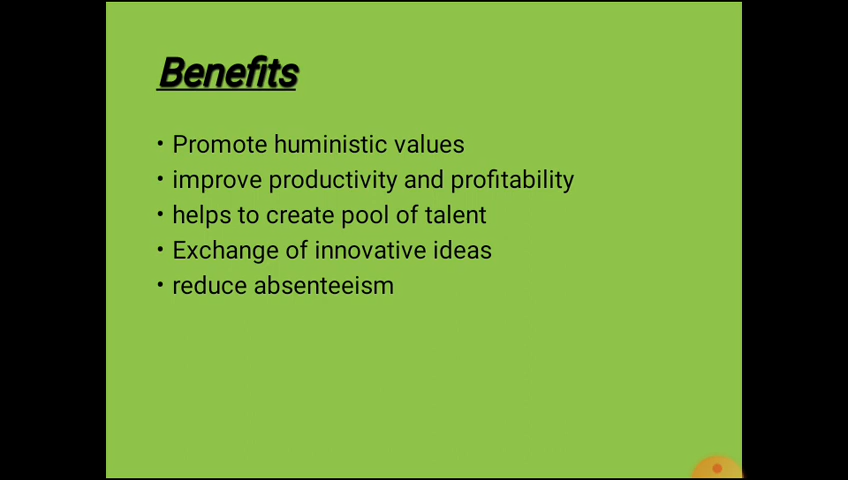 Benefits
• Promote huministic values
• improve productivity and profitability
• helps to create pool of talent
• Exchange of innovative ideas
• reduce absenteeism